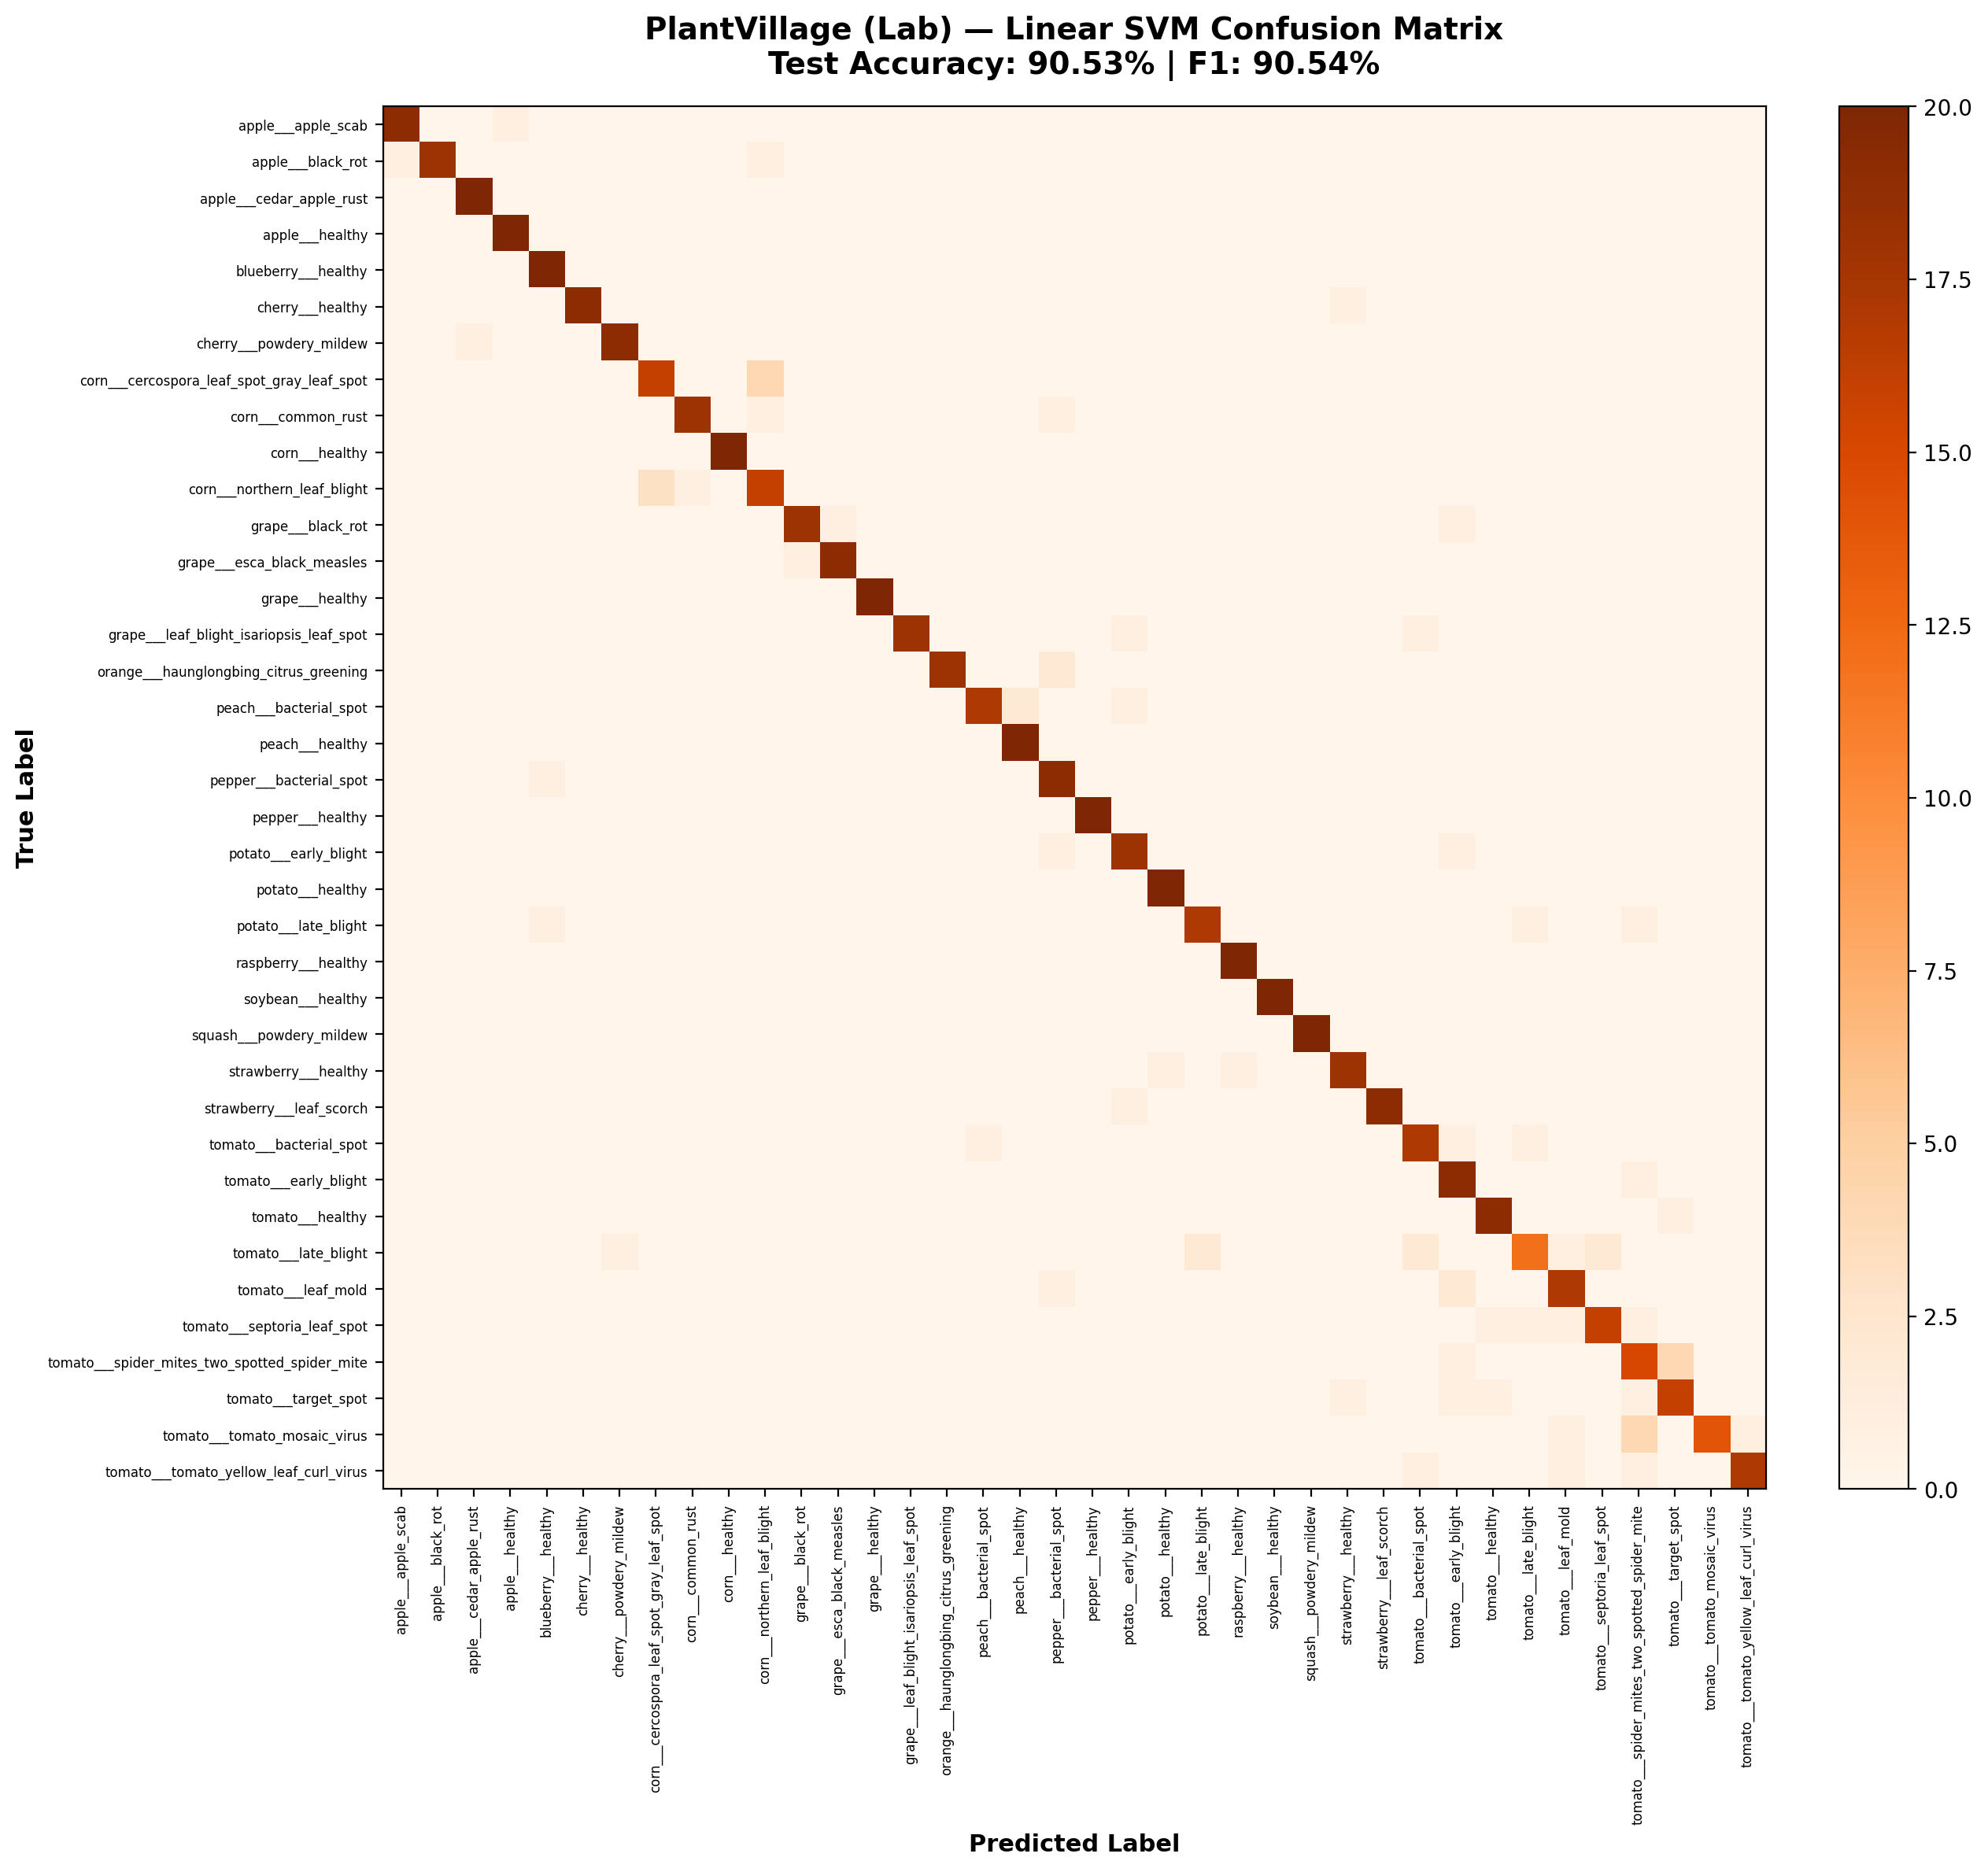 PlantVillage (Lab) — Linear SVM Confusion Matrix
Test Accuracy: 90.53% | F1: 90.54%
True Label
apple___apple_scab
apple___black_rot
apple___cedar_apple_rust
apple___healthy
blueberry___healthy
cherry___healthy
cherry___powdery_mildew
corn___cercospora_leaf_spot_gray_leaf_spot
corn___common_rust
corn___healthy
corn___northern_leaf_blight
grape___black_rot
grape___esca_black_measles
grape___healthy
grape___leaf_blight_isariopsis_leaf_spot
orange___haunglongbing_citrus_greening
peach___bacterial_spot
peach___healthy
pepper___bacterial_spot
pepper___healthy
potato___early_blight
potato___healthy
potato___late_blight
raspberry___healthy
soybean___healthy
squash___powdery_mildew
strawberry___healthy
strawberry___leaf_scorch
tomato___bacterial_spot
tomato___early_blight
tomato___healthy
tomato___late_blight
tomato___leaf_mold
tomato___septoria_leaf_spot
tomato___spider_mites_two_spotted_spider_mite
tomato___target_spot
tomato___tomato_mosaic_virus
tomato___tomato_yellow_leaf_curl_virus
apple___apple_scab
apple___black_rot
apple___cedar_apple_rust
apple___healthy
blueberry___healthy
cherry___healthy
cherry___powdery_mildew
corn___cercospora_leaf_spot_gray_leaf_spot
corn___common_rust
corn___healthy
corn___northern_leaf_blight
grape___black_rot
grape___esca_black_measles
grape___healthy
grape___leaf_blight_isariopsis_leaf_spot
orange___haunglongbing_citrus_greening
peach___bacterial_spot
peach___healthy
pepper___bacterial_spot
pepper___healthy
potato___early_blight
potato___healthy
potato___late_blight
raspberry___healthy
soybean___healthy
squash___powdery_mildew
strawberry___healthy
strawberry___leaf_scorch
tomato___bacterial_spot
tomato___early_blight
tomato___healthy
tomato___late_blight
tomato___leaf_mold
tomato___septoria_leaf_spot
tomato___spider_mites_two_spotted_spider_mite
tomato___target_spot
tomato___tomato_mosaic_virus
tomato___tomato_yellow_leaf_curl_virus
Predicted Label
20.0
17.5
15.0
12.5
10.0
7.5
5.0
2.5
0.0